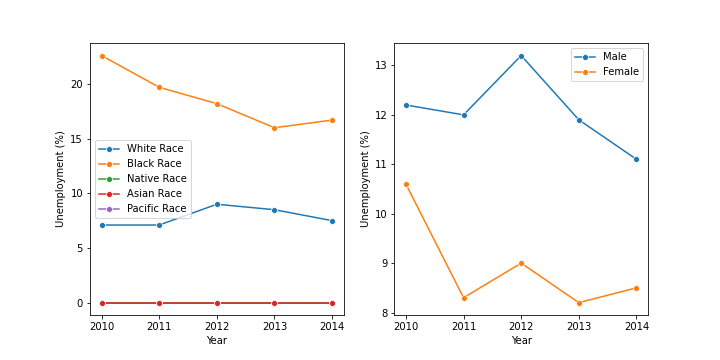 Unemployment (%)
20
15
10
5
0
White Race
Black Race
Native Race
Asian Race
Pacific Race
2010 2011 2012 2013 2014
Year
Unemployment (%)
13
12
11
10
9
8
Male
Female
2010 2011 2012 2013 2014
Year